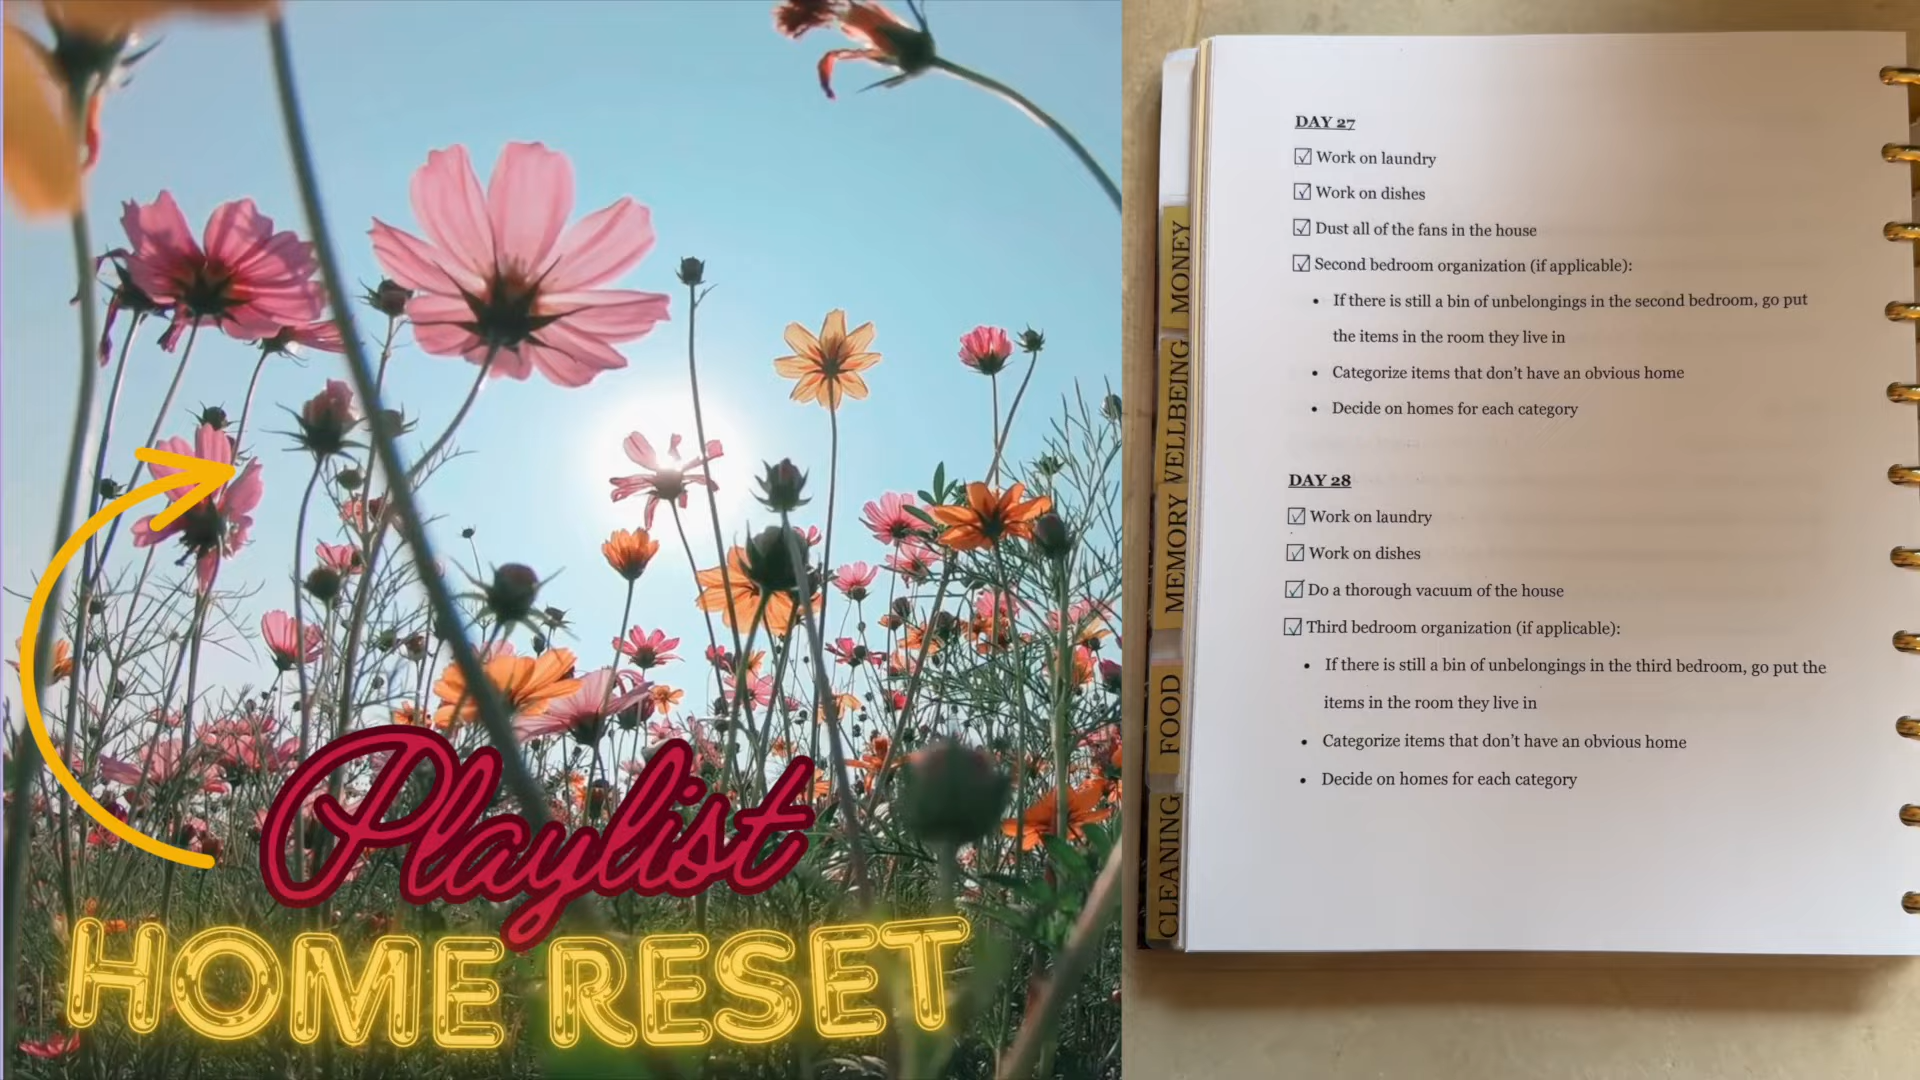 Playlist
HOME RESET
DAY 27
☑ Work on laundry
☑ Work on dishes
☑ Dust all of the fans in the house
☑ Second bedroom organization (if applicable):
• If there is still a bin of unbelongings in the second bedroom, go put
the items in the room they live in
• Categorize items that don't have an obvious home
• Decide on homes for each category
DAY 28
☑ Work on laundry
☑ Work on dishes
☑ Do a thorough vacuum of the house
☑ Third bedroom organization (if applicable):
• If there is still a bin of unbelongings in the third bedroom, go put the
items in the room they live in
• Categorize items that don't have an obvious home
• Decide on homes for each category
MONEY
WELLBEING
MEMORY
FOOD
CLEANING